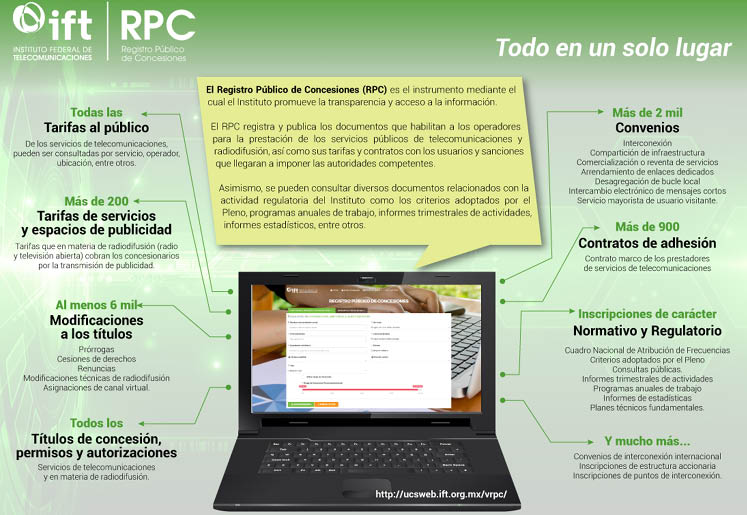 ift
INSTITUTO FEDERAL DE
TELECOMUNICACIONES
RPC
Registro Público
de Concesiones
Todo en un solo lugar
El Registro Público de Concesiones (RPC) es el instrumento mediante el
cual el Instituto promueve la transparencia y acceso a la información.
El RPC registra y publica los documentos que habilitan a los operadores
para la prestación de los servicios públicos de telecomunicaciones y
radiodifusión, así como sus tarifas y contratos con los usuarios y sanciones
que llegaran a imponer las autoridades competentes.
Asimismo, se pueden consultar diversos documentos relacionados con la
actividad regulatoria del Instituto como los criterios adoptados por el
Pleno, programas anuales de trabajo, informes trimestrales de actividades,
informes estadísticos, entre otros.
Todas las
Tarifas al público
De los servicios de telecomunicaciones,
pueden ser consultadas por servicio, operador,
ubicación, entre otros.
Más de 200
Tarifas de servicios
y espacios de publicidad
Tarifas que en materia de radiodifusión (radio
y televisión abierta) cobran los concesionarios
por la transmisión de publicidad.
Al menos 6 mil
Modificaciones
a los títulos
Prórrogas
Cesiones de derechos
Renuncias
Modificaciones técnicas de radiodifusión
Asignaciones de canal virtual.
Todos los
Títulos de concesión,
permisos y autorizaciones
Servicios de telecomunicaciones
y en materia de radiodifusión.
Más de 2 mil
Convenios
Interconexión
Compartición de infraestructura
Comercialización o reventa de servicios
Arrendamiento de enlaces dedicados
Desagregación de bucle local
Intercambio electrónico de mensajes cortos
Servicio mayorista de usuario visitante.
Más de 900
Contratos de adhesión
Contrato marco de los prestadores
de servicios de telecomunicaciones
Inscripciones de carácter
Normativo y Regulatorio
Cuadro Nacional de Atribución de Frecuencias
Criterios adoptados por el Pleno
Consultas públicas.
Informes trimestrales de actividades
Programas anuales de trabajo
Informes de estadísticas
Planes técnicos fundamentales.
Y mucho más...
Convenios de interconexión internacional
Inscripciones de estructura accionaria
Inscripciones de puntos de interconexión.
ift
REGISTRO PÚBLICO DE CONCESIONES
http://ucsweb.ift.org.mx/vrpc/